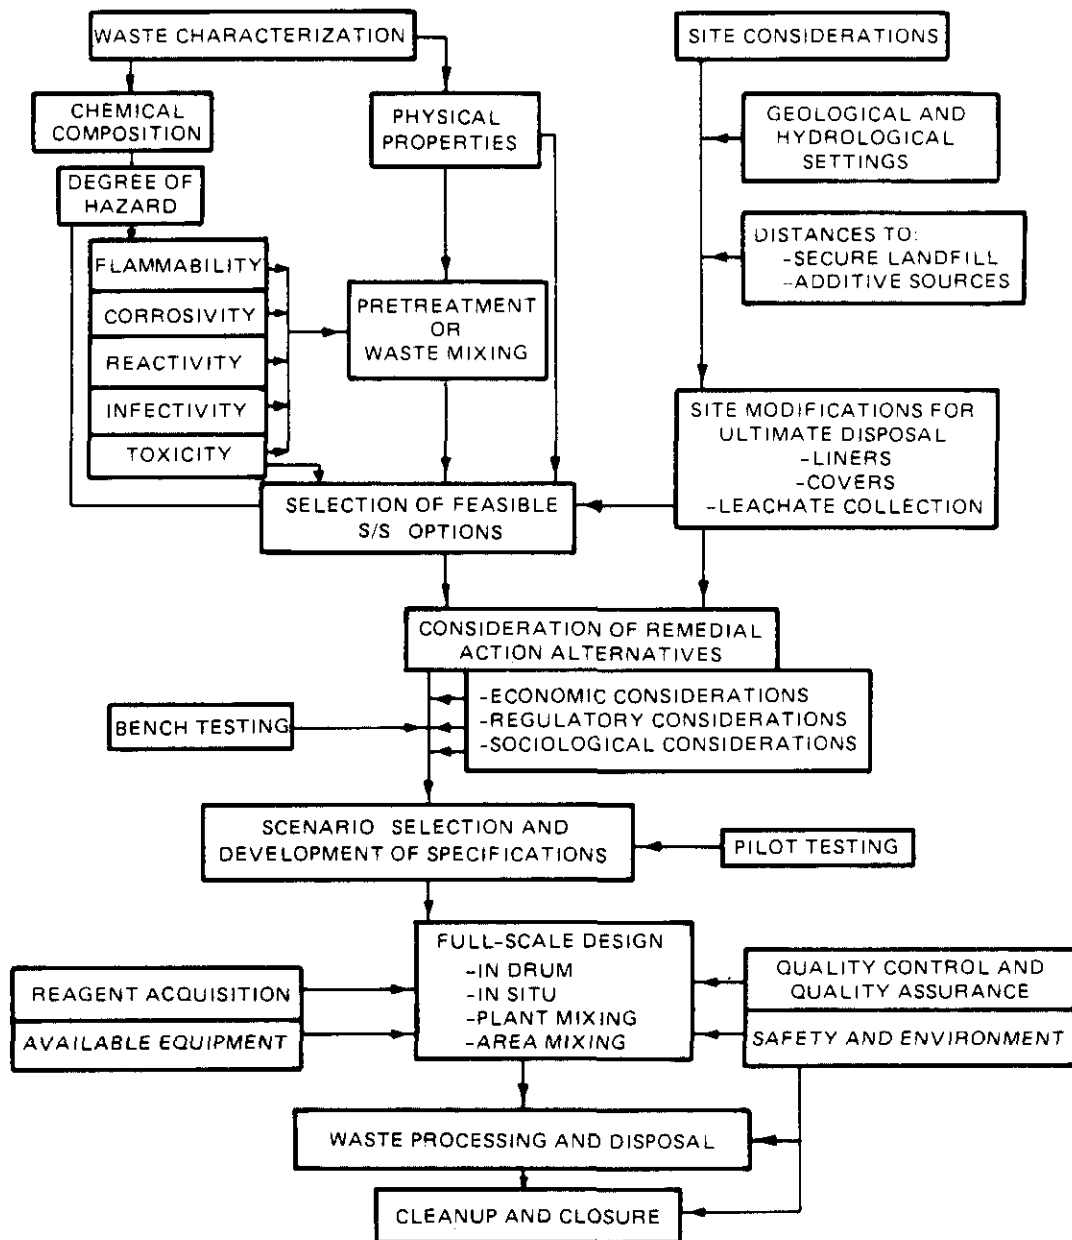 WASTE CHARACTERIZATION
SITE CONSIDERATIONS
CHEMICAL
COMPOSITION
PHYSICAL
PROPERTIES
GEOLOGICAL AND
HYDROLOGICAL
SETTINGS
DEGREE OF
HAZARD
DISTANCES TO:
-SECURE LANDFILL
-ADDITIVE SOURCES
FLAMMABILITY
CORROSIVITY
REACTIVITY
INFECTIVITY
TOXICITY
PRETREATMENT
OR
WASTE MIXING
SITE MODIFICATIONS FOR
ULTIMATE DISPOSAL
-LINERS
-COVERS
-LEACHATE COLLECTION
SELECTION OF FEASIBLE
S/S OPTIONS
CONSIDERATION OF REMEDIAL
ACTION ALTERNATIVES
-ECONOMIC CONSIDERATIONS
-REGULATORY CONSIDERATIONS
-SOCIOLOGICAL CONSIDERATIONS
BENCH TESTING
SCENARIO SELECTION AND
DEVELOPMENT OF SPECIFICATIONS
PILOT TESTING
FULL-SCALE DESIGN
-IN DRUM
-IN SITU
-PLANT MIXING
-AREA MIXING
REAGENT ACQUISITION
AVAILABLE EQUIPMENT
QUALITY CONTROL AND
QUALITY ASSURANCE
SAFETY AND ENVIRONMENT
WASTE PROCESSING AND DISPOSAL
CLEANUP AND CLOSURE